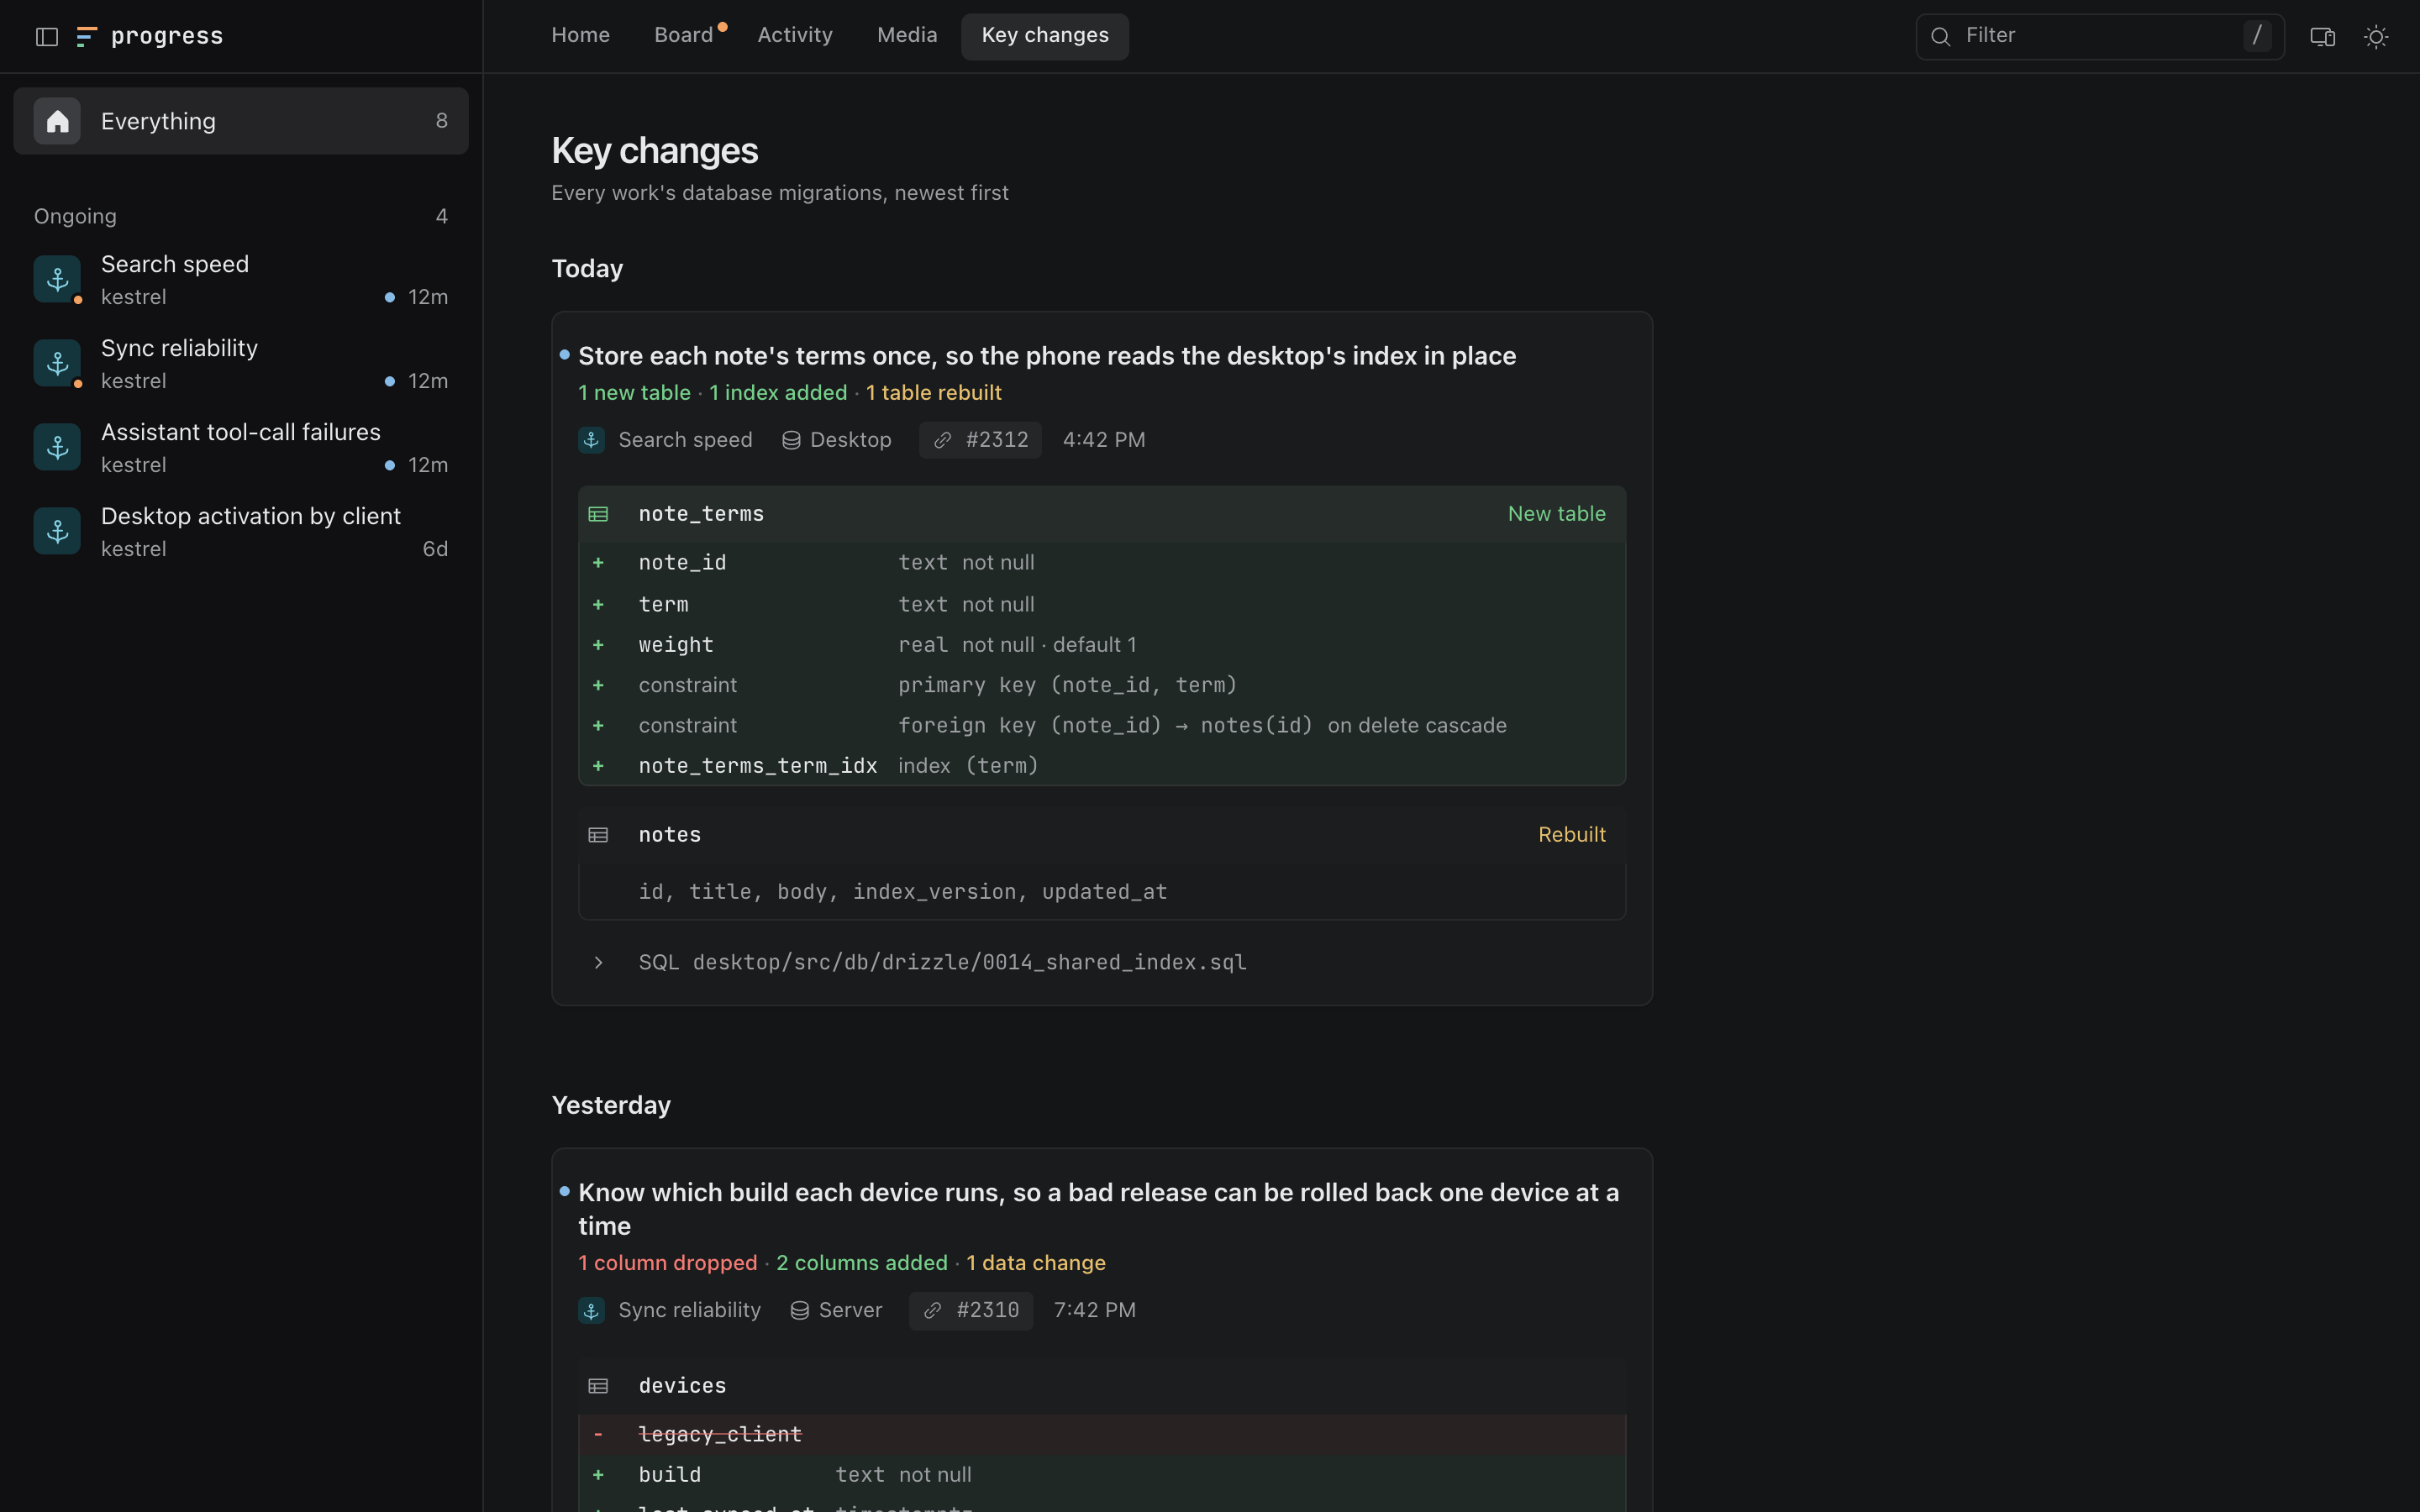 progress
Home Board Activity Media Key changes
Filter /
Everything 8
Ongoing 4
Search speed
kestrel 12m
Sync reliability
kestrel 12m
Assistant tool-call failures
kestrel 12m
Desktop activation by client
kestrel 6d
Key changes
Every work's database migrations, newest first
Today
Store each note's terms once, so the phone reads the desktop's index in place
1 new table · 1 index added · 1 table rebuilt
Search speed Desktop #2312 4:42 PM
note_terms New table
+ note_id text not null
+ term text not null
+ weight real not null · default 1
+ constraint primary key (note_id, term)
+ constraint foreign key (note_id) → notes(id) on delete cascade
+ note_terms_term_idx index (term)
notes Rebuilt
id, title, body, index_version, updated_at
SQL desktop/src/db/drizzle/0014_shared_index.sql
Yesterday
Know which build each device runs, so a bad release can be rolled back one device at a
time
1 column dropped · 2 columns added · 1 data change
Sync reliability Server #2310 7:42 PM
devices
- legacy_client
+ build text not null